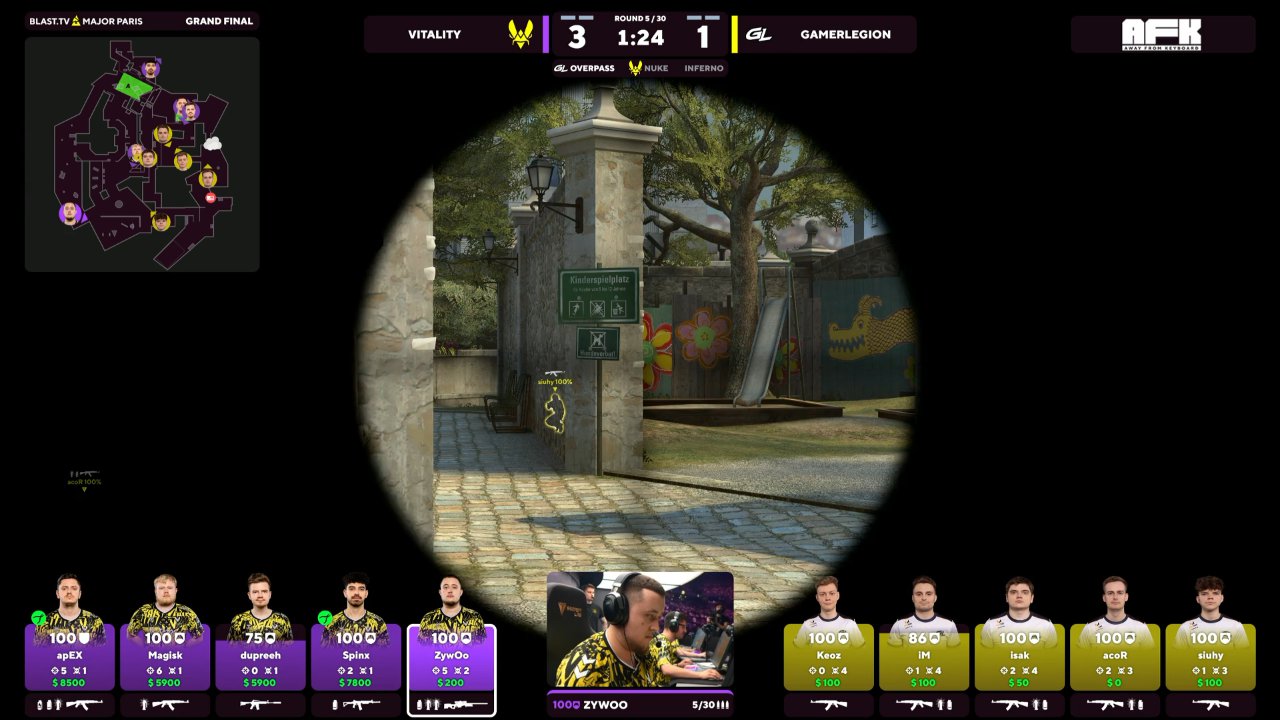 BLAST.TV MAJOR PARIS GRAND FINAL
VITALITY 3 ROUND 5 / 30 1:24 1 GL GAMERLEGION
AFK
AWAY FROM KEYBOARD
GL OVERPASS NUKE INFERNO
A
Kinderspielplatz
siuhy 100%
acoR 100%
100 100 75 100 100
apEX Magisk dupreeh Spinx ZywOo
5 1 6 1 0 1 2 1 5 2
$8500 $5900 $5900 $7800 $200
100 ZYWOO 5/30
100 86 100 100 100
Keoz iM isak acoR siuhy
0 4 1 4 2 4 2 3 1 3
$100 $100 $50 $0 $100